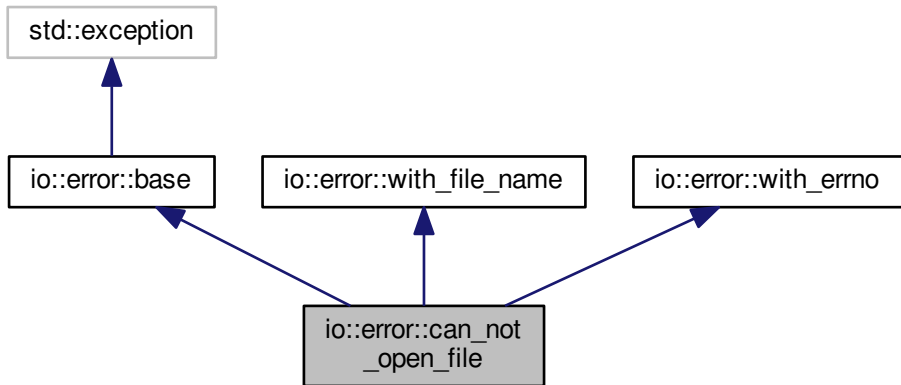 std::exception
io::error::base
io::error::with_file_name
io::error::with_errno
io::error::can_not
_open_file